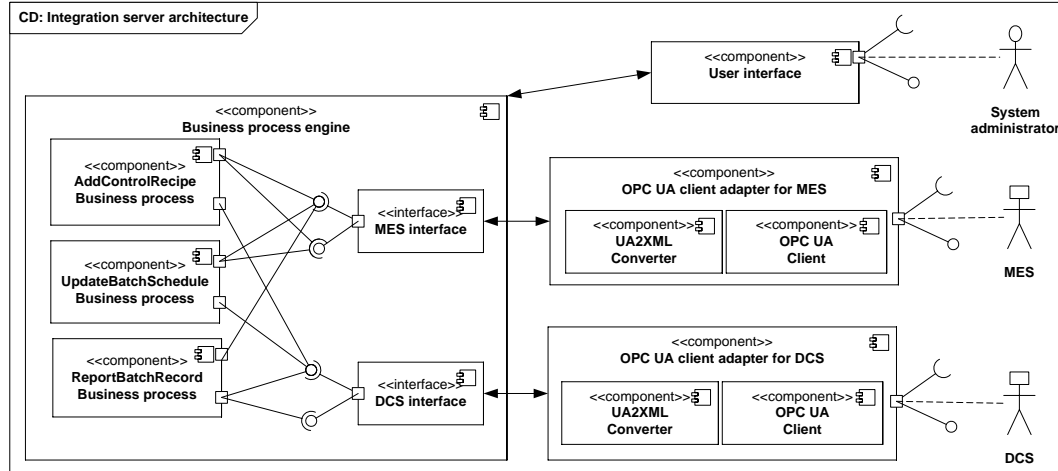 CD: Integration server architecture
<<component>>
User interface
System
administrator
<<component>>
Business process engine
<<component>>
AddControlRecipe
Business process
<<component>>
UpdateBatchSchedule
Business process
<<component>>
ReportBatchRecord
Business process
<<interface>>
MES interface
<<interface>>
DCS interface
<<component>>
OPC UA client adapter for MES
<<component>>
UA2XML
Converter
<<component>>
OPC UA
Client
MES
<<component>>
OPC UA client adapter for DCS
<<component>>
UA2XML
Converter
<<component>>
OPC UA
Client
DCS